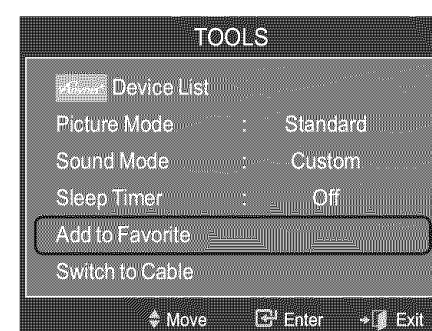 TOOLS
Device List
Picture Mode : Standard
Sound Mode : Custom
Sleep Timer : Off
Add to Favorite
Switch to Cable
Move Enter Exit